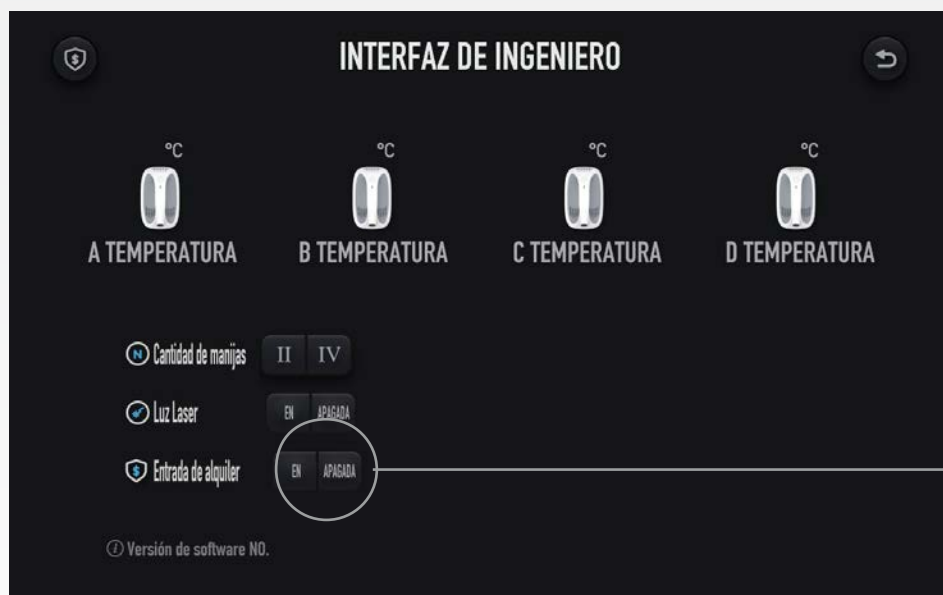 INTERFAZ DE INGENIERO
°C °C °C °C
A TEMPERATURA B TEMPERATURA C TEMPERATURA D TEMPERATURA
N Cantidad de manijas II IV
Luz Laser EN APAGADA
$ Entrada de alquiler EN APAGADA
i Versión de software NO.